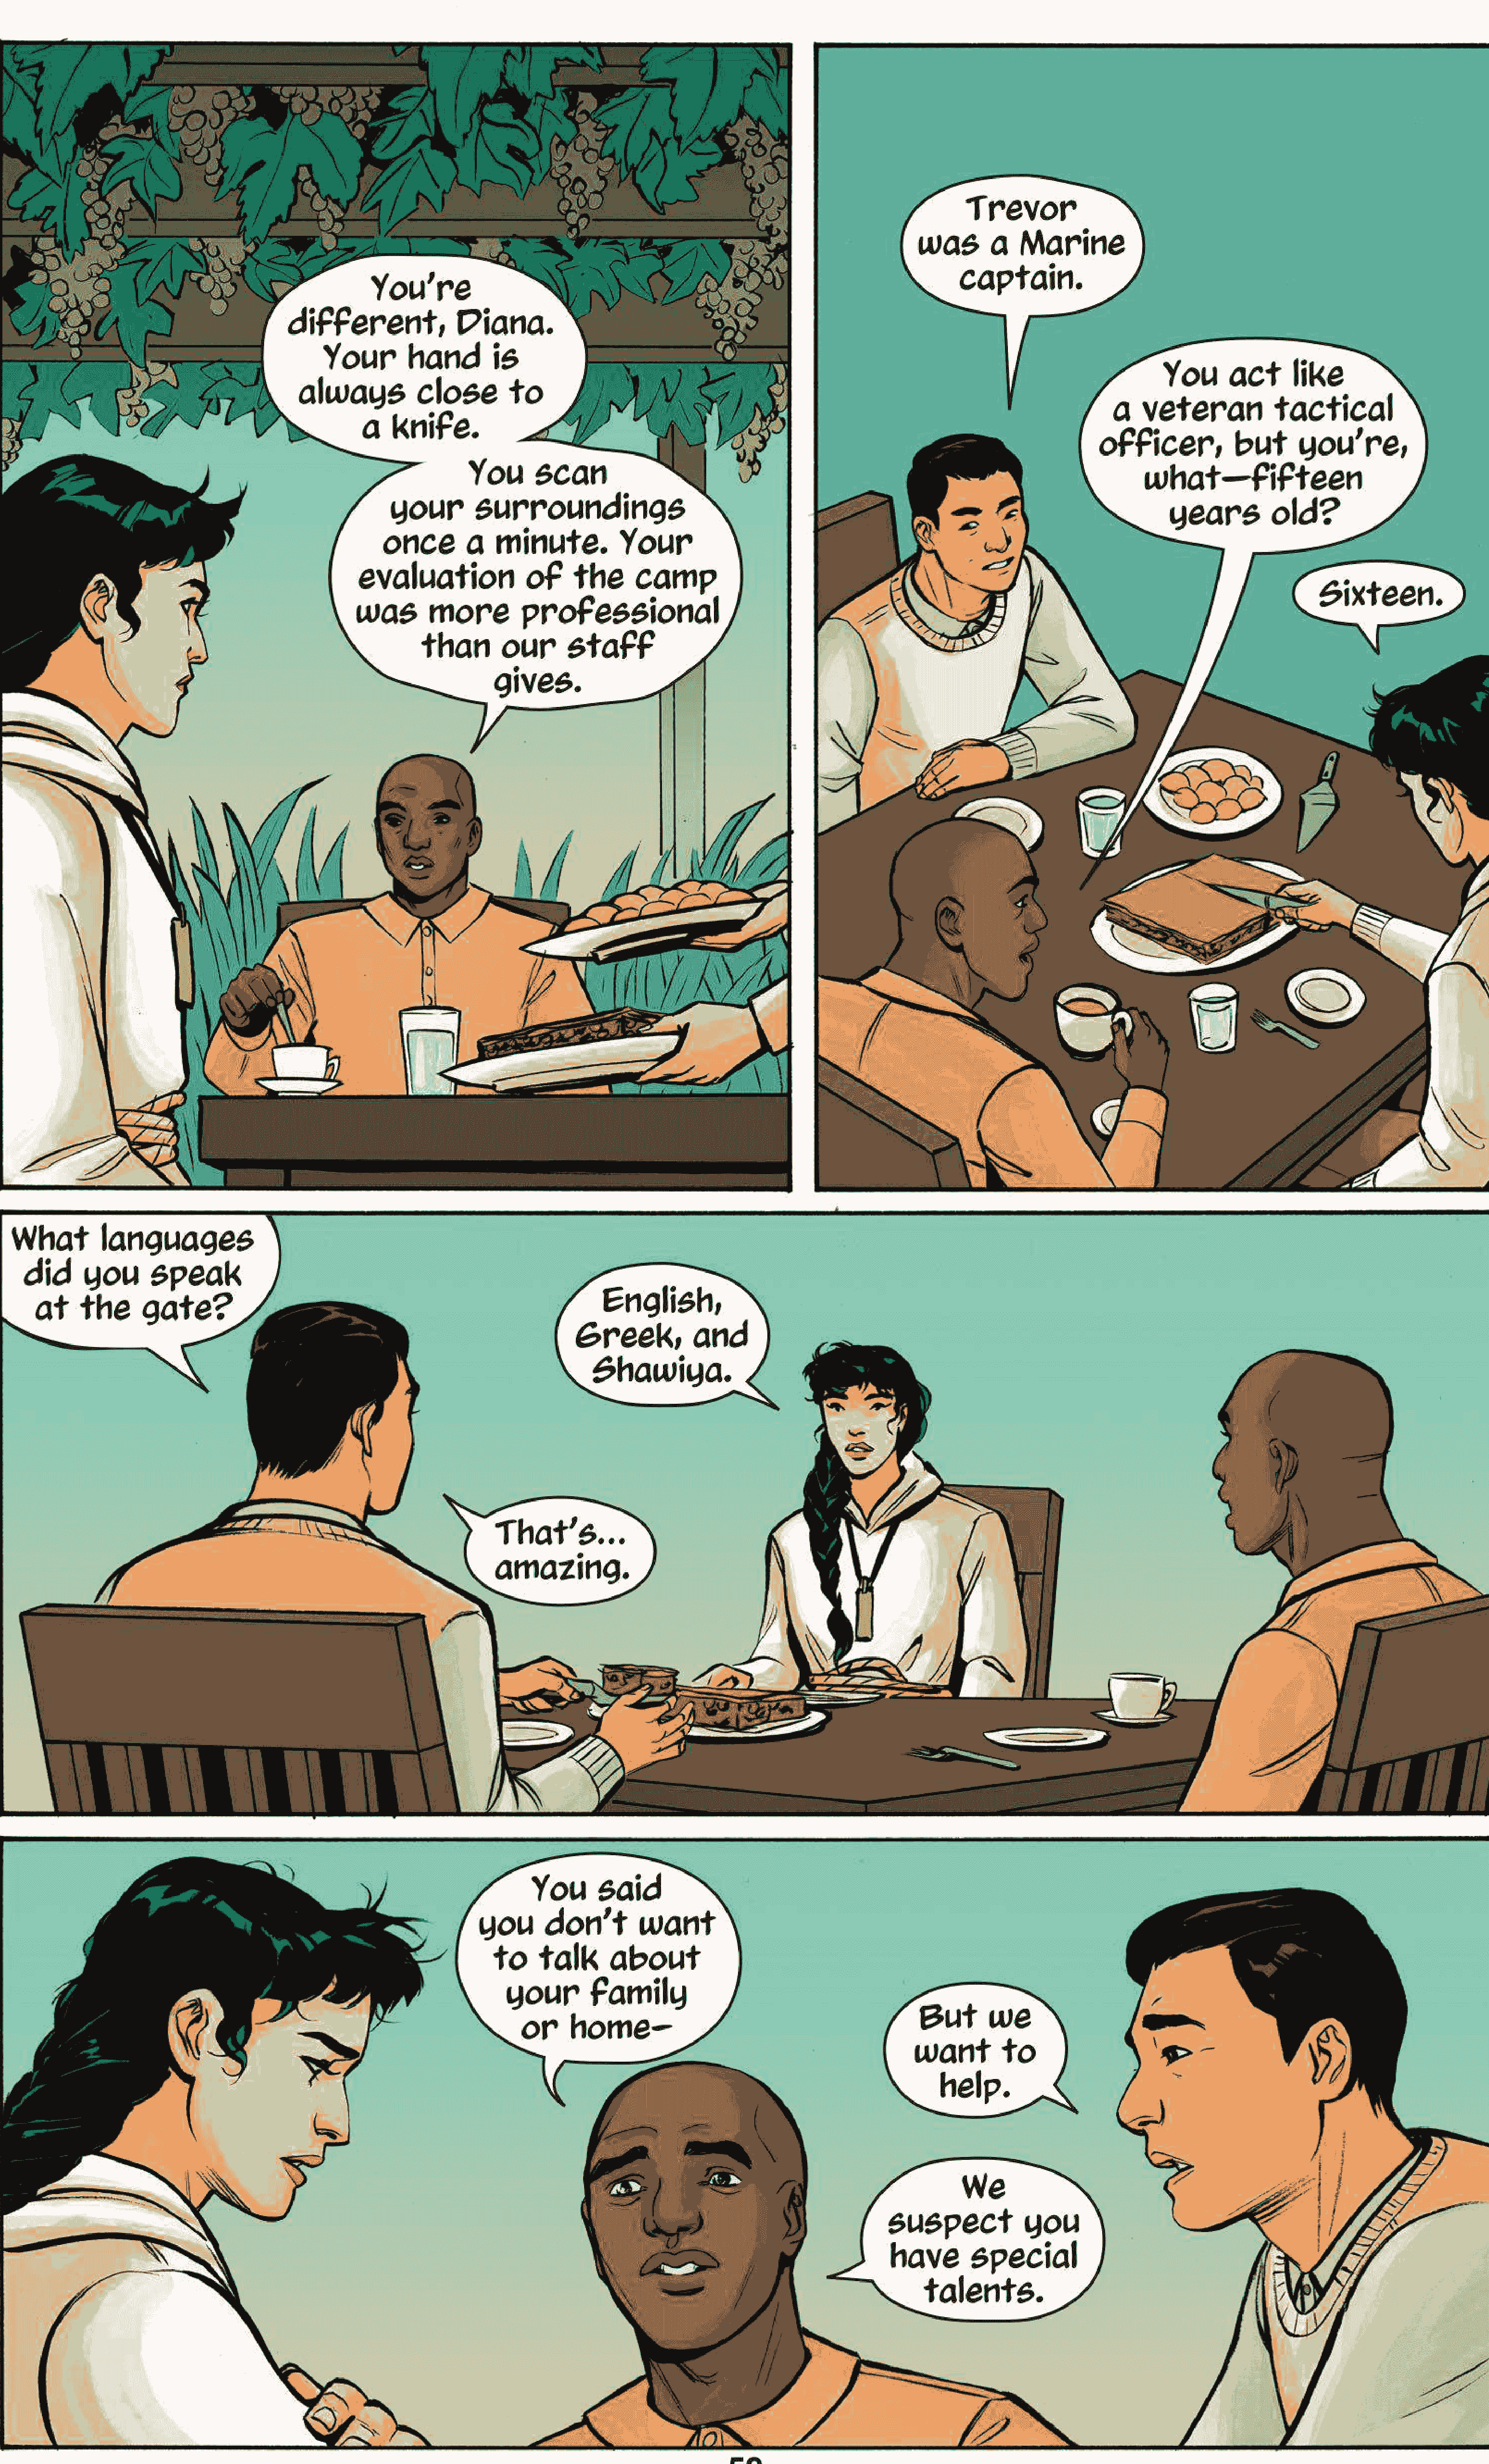 You're
different, Diana.
Your hand is
always close to
a knife.
You scan
your surroundings
once a minute. Your
evaluation of the camp
was more professional
than our staff
gives.
Trevor
was a Marine
captain.
You act like
a veteran tactical
officer, but you're,
what—fifteen
years old?
Sixteen.
What languages
did you speak
at the gate?
English,
Greek, and
Shawiya.
That's...
amazing.
You said
you don't want
to talk about
your family
or home—
But we
want to
help.
We
suspect you
have special
talents.